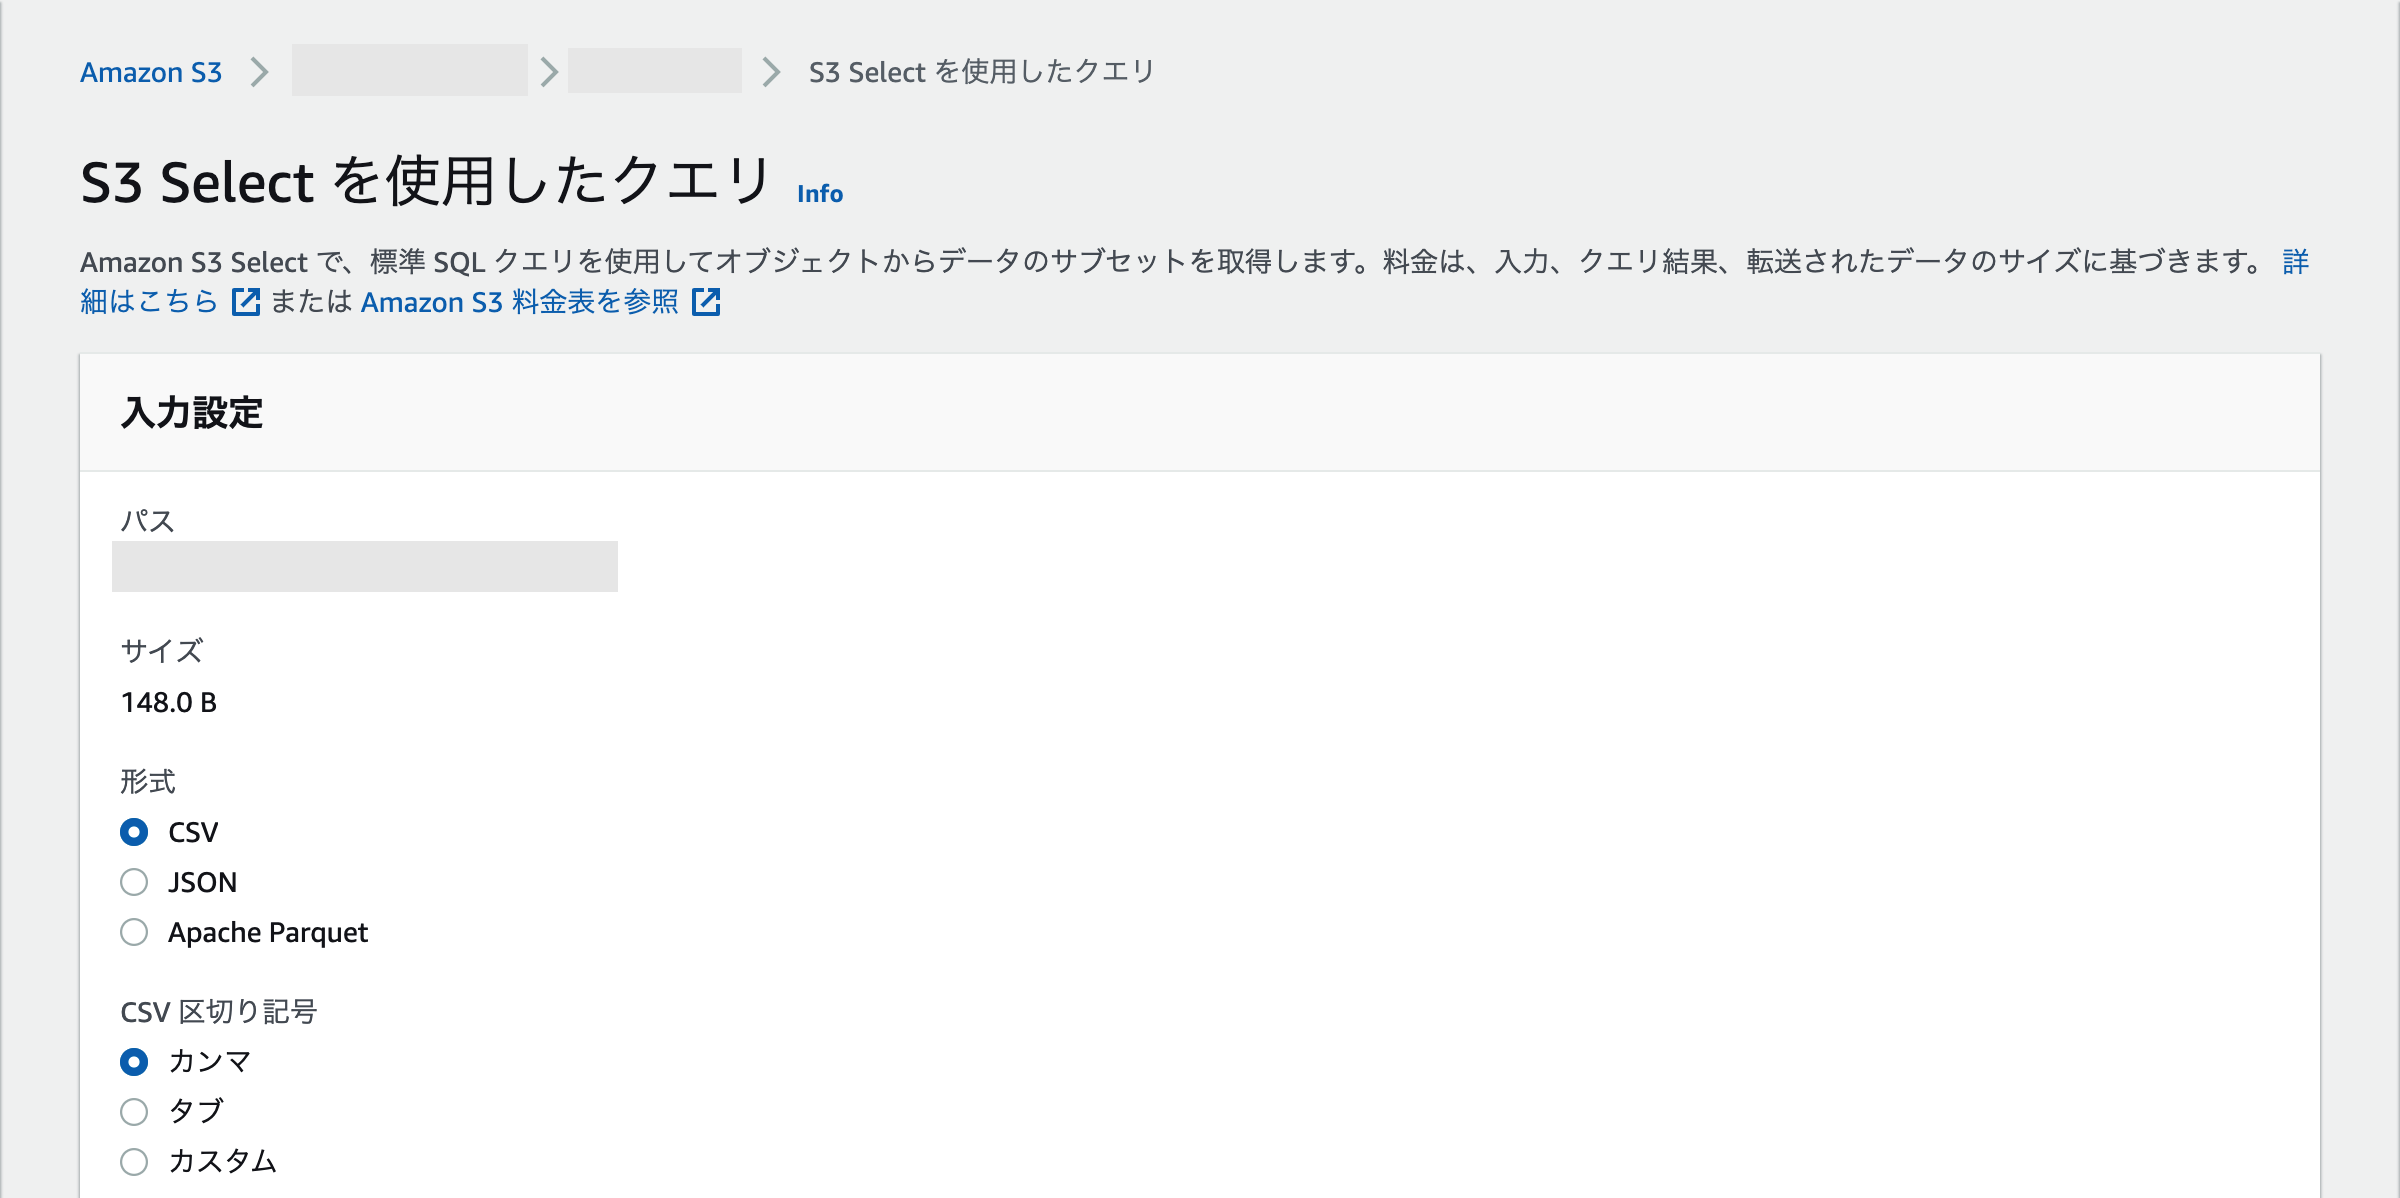 Amazon S3 > > > S3 Select を使用したクエリ
S3 Select を使用したクエリ Info
Amazon S3 Select で、標準 SQL クエリを使用してオブジェクトからデータのサブセットを取得します。料金は、入力、クエリ結果、転送されたデータのサイズに基づきます。 詳
細はこちら または Amazon S3 料金表を参照
入力設定
パス
サイズ
148.0 B
形式
CSV
JSON
Apache Parquet
CSV 区切り記号
カンマ
タブ
カスタム